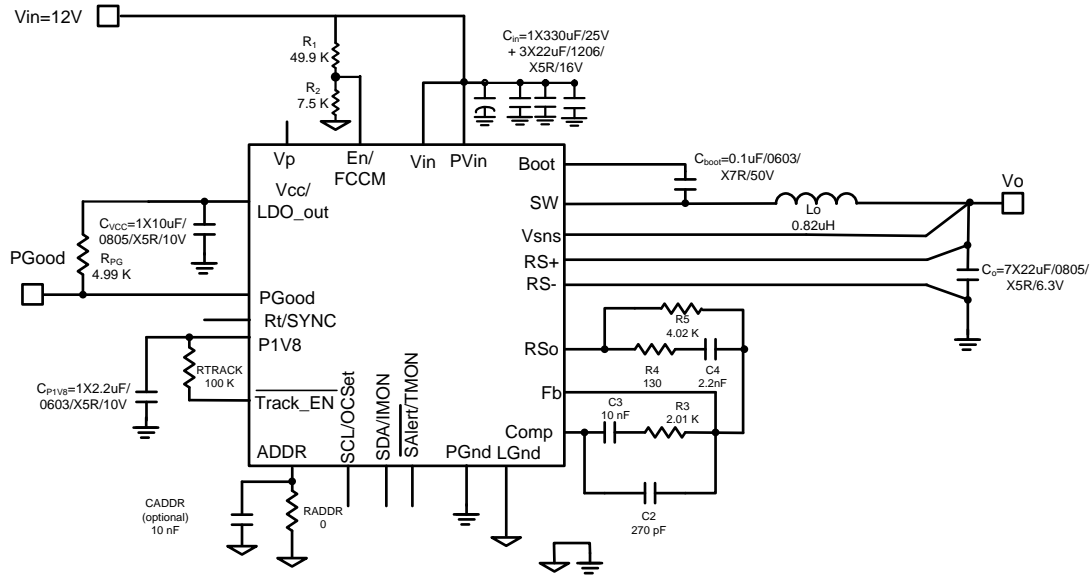 Vin=12V
R1
49.9 K
R2
7.5 K
Cin=1X330uF/25V
+ 3X22uF/1206/
X5R/16V
Vp
En/
FCCM
Vin
PVin
Boot
Cboot=0.1uF/0603/
X7R/50V
Vcc/
LDO_out
SW
Lo
0.82uH
Vo
CVCC=1X10uF/
0805/X5R/10V
Vsns
RS+
RS-
Co=7X22uF/0805/
X5R/6.3V
PGood
RPG
4.99 K
PGood
Rt/SYNC
P1V8
RSo
R5
4.02 K
R4
130
C4
2.2nF
CP1V8=1X2.2uF/
0603/X5R/10V
RTRACK
100 K
Track_EN
Fb
C3
10 nF
R3
2.01 K
Comp
ADDR
SCL/OCSet
SDA/IMON
SAlert/TMON
PGnd
LGnd
CADDR
(optional)
10 nF
RADDR
0
C2
270 pF